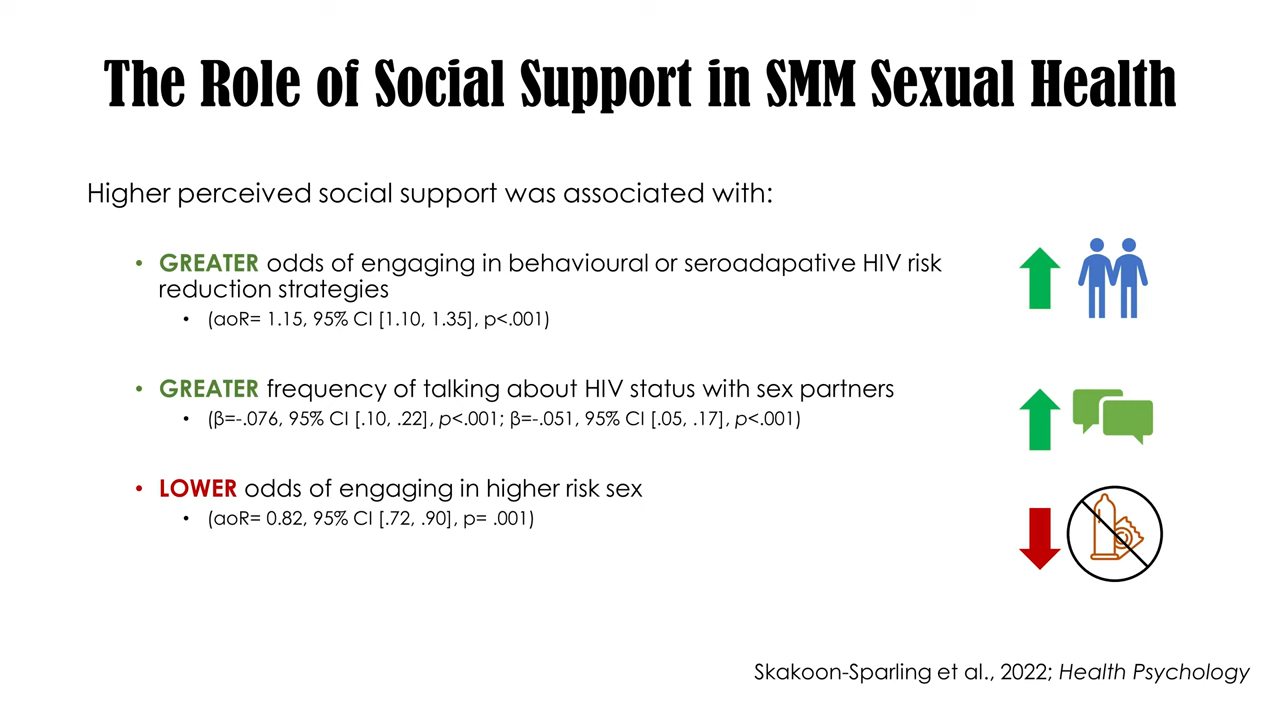 The Role of Social Support in SMM Sexual Health
Higher perceived social support was associated with:
• GREATER odds of engaging in behavioural or seroadapative HIV risk
reduction strategies
• (aoR= 1.15, 95% CI [1.10, 1.35], p<.001)
• GREATER frequency of talking about HIV status with sex partners
• (β=-.076, 95% CI [.10, .22], p<.001; β=-.051, 95% CI [.05, .17], p<.001)
• LOWER odds of engaging in higher risk sex
• (aoR= 0.82, 95% CI [.72, .90], p= .001)
Skakoon-Sparling et al., 2022; Health Psychology